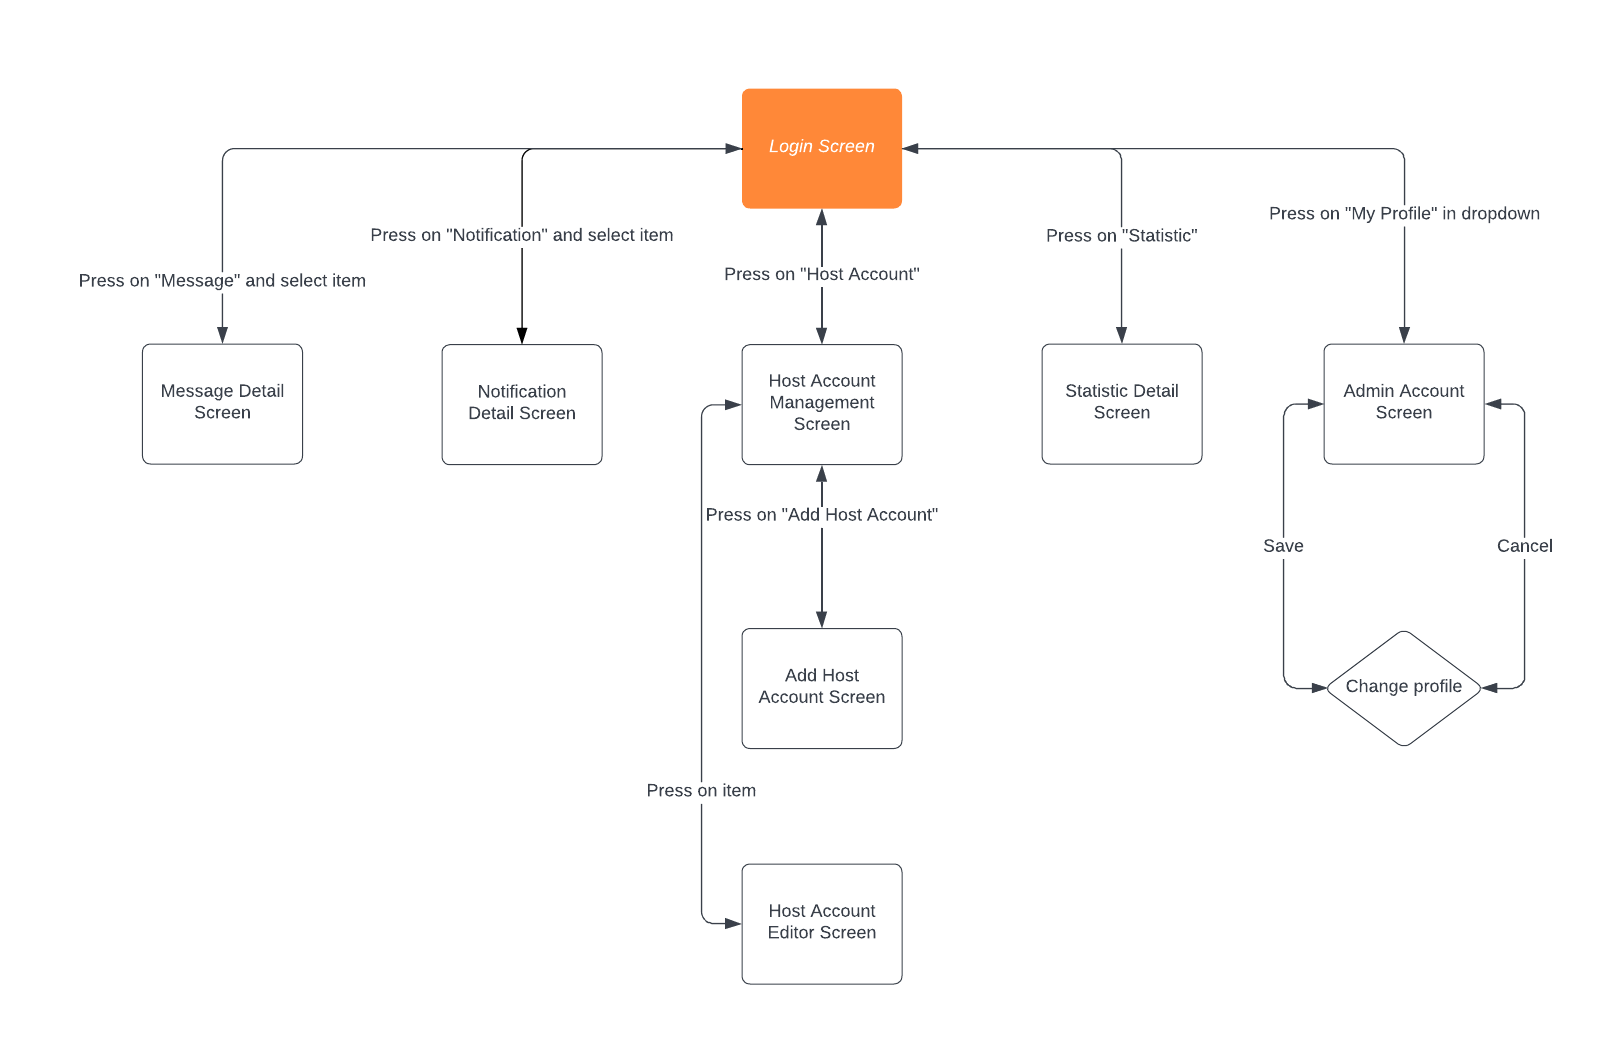 Login Screen
Press on "My Profile" in dropdown
Press on "Notification" and select item
Press on "Statistic"
Press on "Host Account"
Press on "Message" and select item
Message Detail
Screen
Notification
Detail Screen
Host Account
Management
Screen
Statistic Detail
Screen
Admin Account
Screen
Press on "Add Host Account"
Save
Cancel
Add Host
Account Screen
Change profile
Press on item
Host Account
Editor Screen